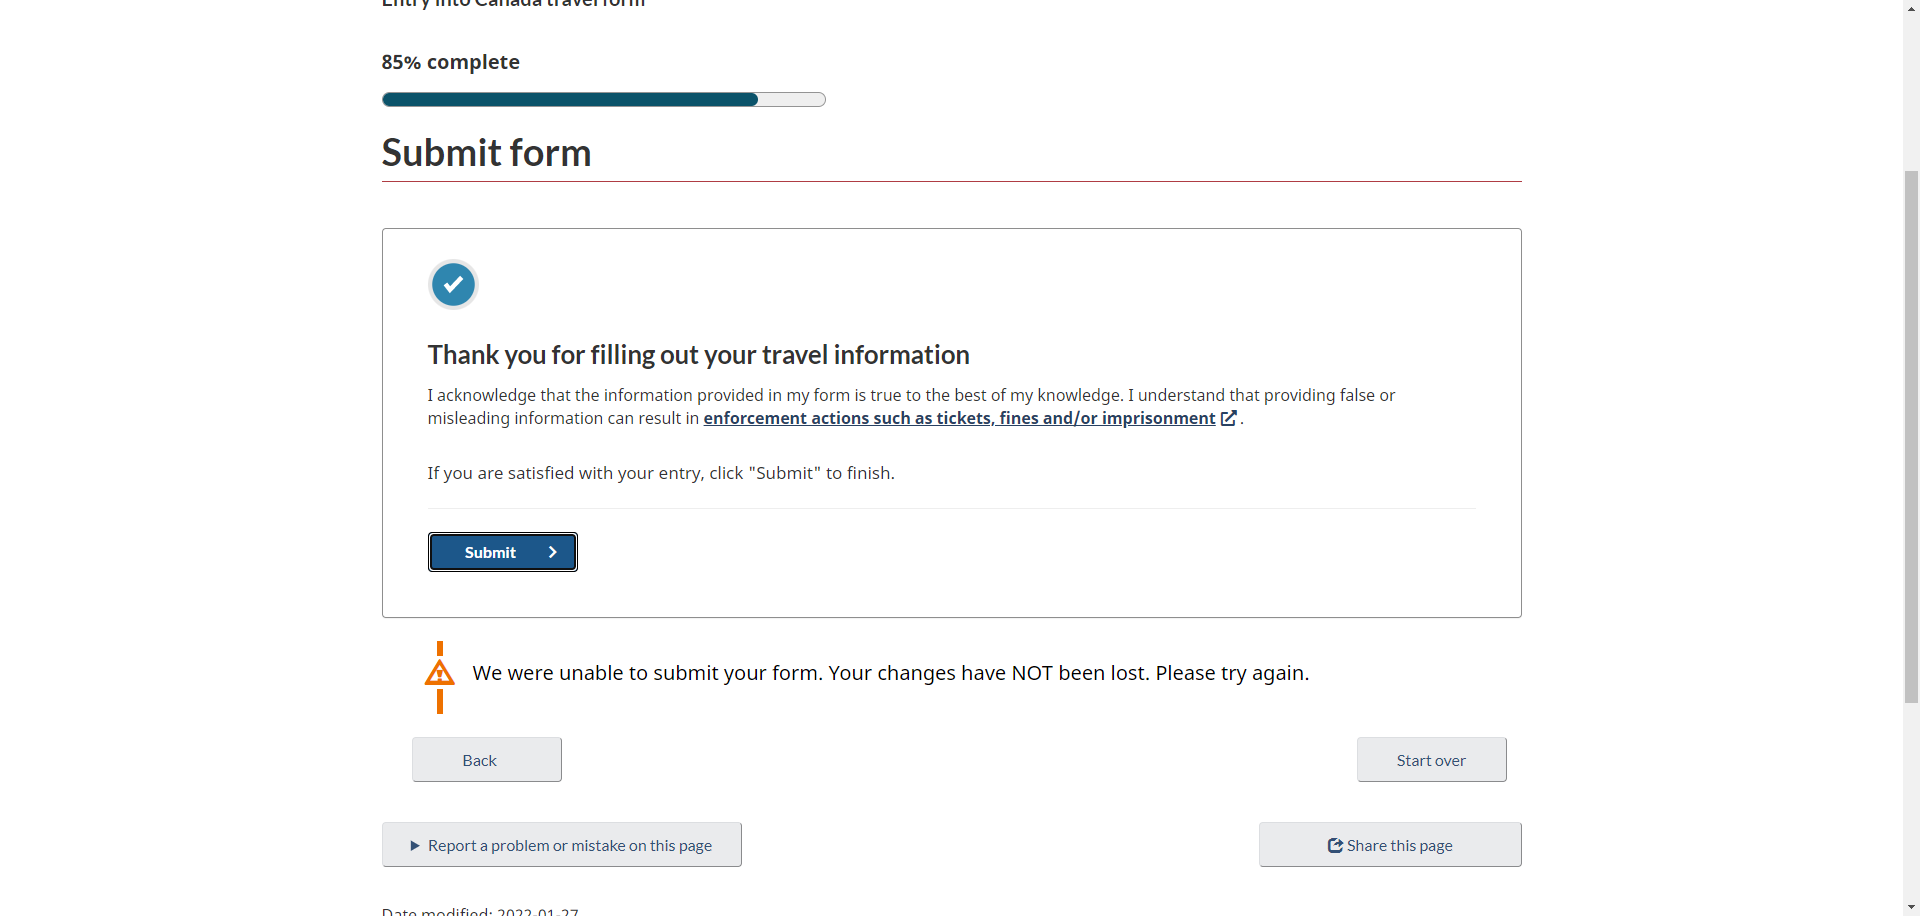 Entry into Canada travel form
85% complete
Submit form
Thank you for filling out your travel information
I acknowledge that the information provided in my form is true to the best of my knowledge. I understand that providing false or
misleading information can result in enforcement actions such as tickets, fines and/or imprisonment .
If you are satisfied with your entry, click "Submit" to finish.
Submit
We were unable to submit your form. Your changes have NOT been lost. Please try again.
Back
Start over
Report a problem or mistake on this page
Share this page
Date modified: 2022-01-27